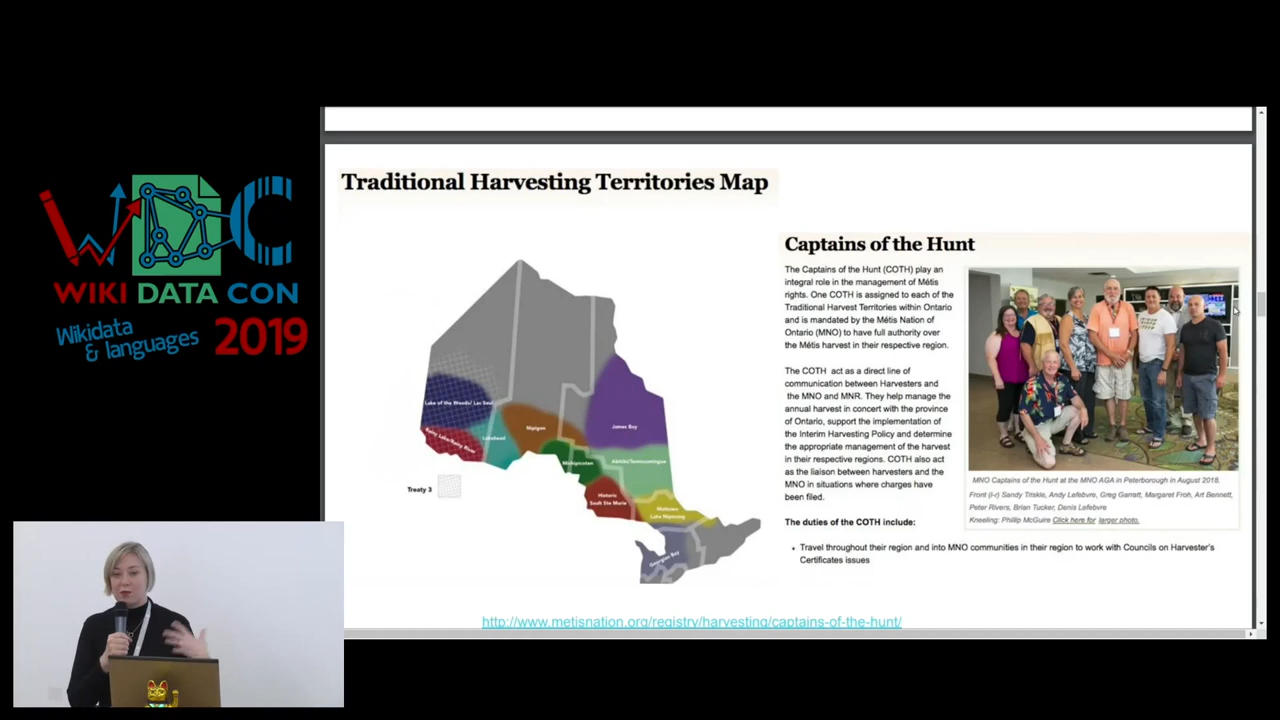 WIKI DATA CON
Wikidata
& languages
2019
Traditional Harvesting Territories Map
Lake of the Woods/ Lac Seul
Rainy Lake/Rainy River
Lakehead
Nipigon
James Bay
Michipicoten
Abitibi/Temiscamingue
Historic
Sault Ste Marie
Mattawa
Lake Nipissing
Georgian Bay
Treaty 3
Captains of the Hunt
The Captains of the Hunt (COTH) play an
integral role in the management of Métis
rights. One COTH is assigned to each of the
Traditional Harvest Territories within Ontario
and is mandated by the Métis Nation of
Ontario (MNO) to have full authority over
the Métis harvest in their respective region.
The COTH act as a direct line of
communication between Harvesters and
the MNO and MNR. They help manage the
annual harvest in concert with the province
of Ontario, support the implementation of
the Interim Harvesting Policy and determine
the appropriate management of the harvest
in their respective regions. COTH also act
as the liaison between harvesters and the
MNO in situations where charges have
been filed.
MNO Captains of the Hunt at the MNO AGA in Peterborough in August 2018.
Front (l-r) Sandy Triskle, Andy Lefebvre, Greg Garratt, Margaret Froh, Art Bennett,
Peter Rivers, Brian Tucker, Denis Lefebvre
Kneeling: Phillip McGuire Click here for larger photo.
The duties of the COTH include:
• Travel throughout their region and into MNO communities in their region to work with Councils on Harvester's
Certificates issues
http://www.metisnation.org/registry/harvesting/captains-of-the-hunt/